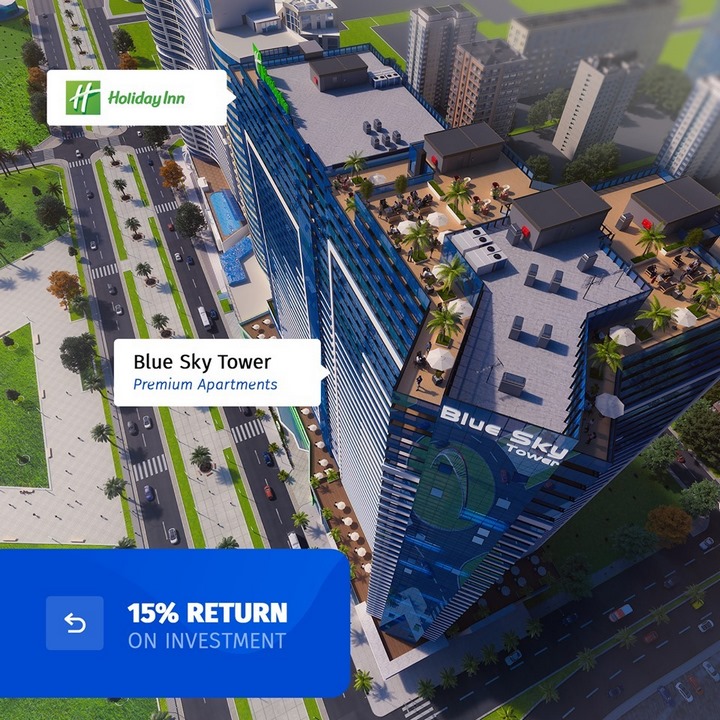 Holiday Inn
Blue Sky Tower
Premium Apartments
Blue Sky
Tower
15% RETURN
ON INVESTMENT